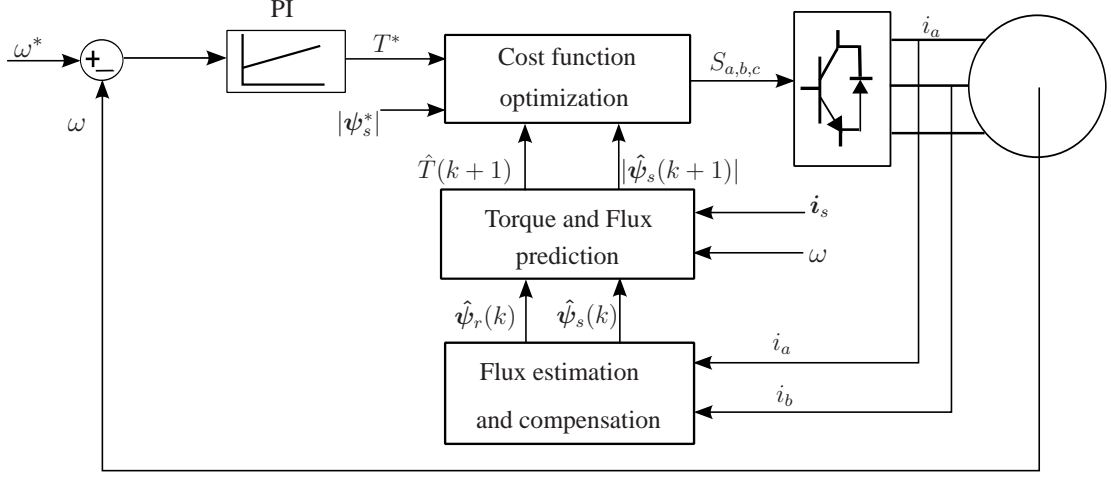 PI
ω*
+
−
T*
Cost function
optimization
S_{a,b,c}
i_a
|ψ_s^*|
ω
T̂(k+1)
|ψ̂_s(k+1)|
Torque and Flux
prediction
i_s
ω
ψ̂_r(k)
ψ̂_s(k)
Flux estimation
and compensation
i_a
i_b